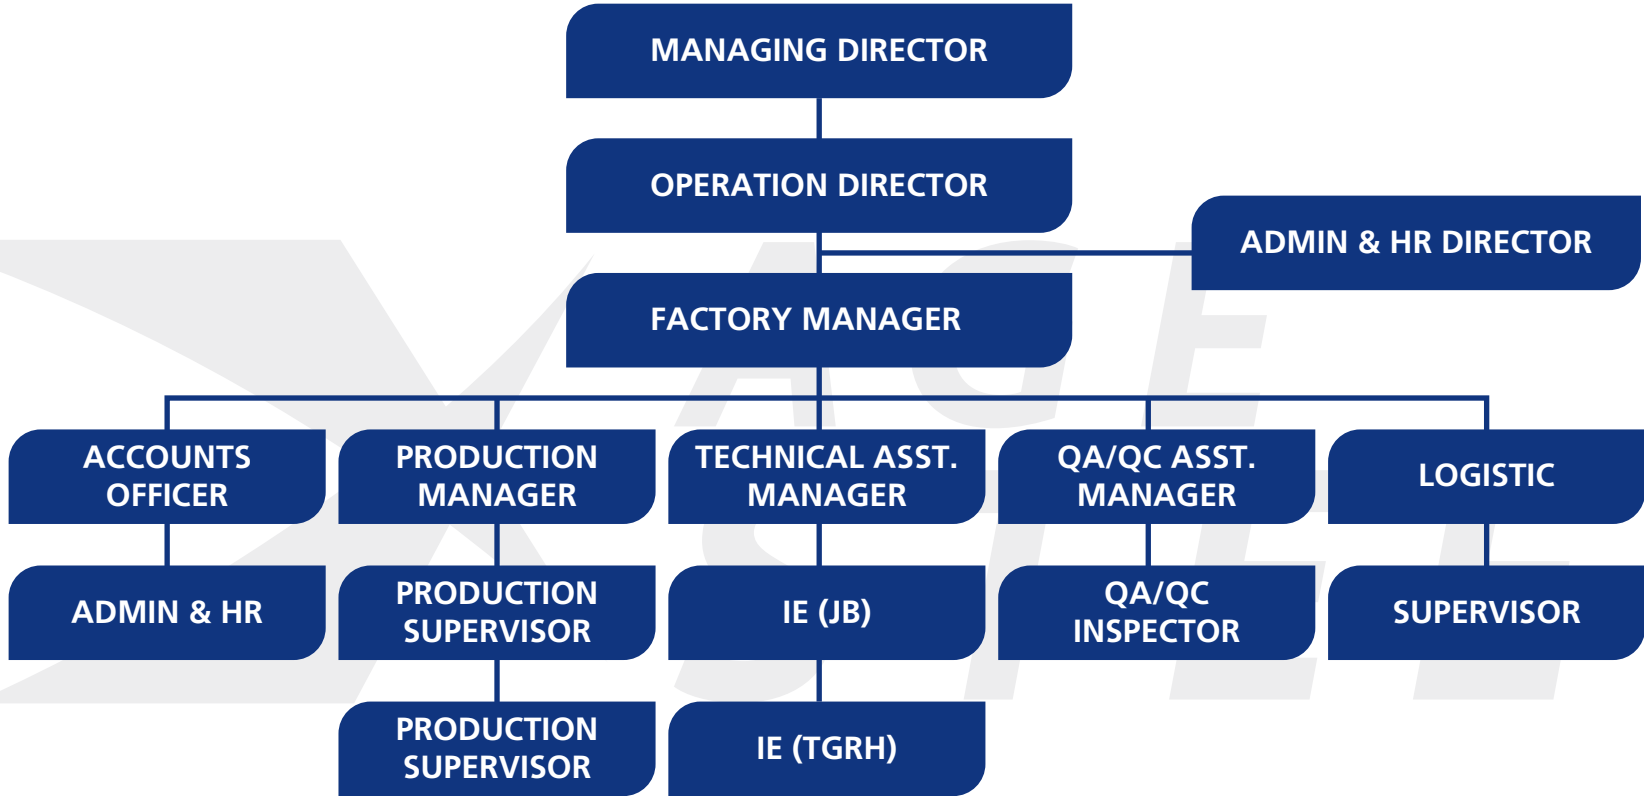 MANAGING DIRECTOR
OPERATION DIRECTOR
ADMIN & HR DIRECTOR
FACTORY MANAGER
ACCOUNTS
OFFICER
PRODUCTION
MANAGER
TECHNICAL ASST.
MANAGER
QA/QC ASST.
MANAGER
LOGISTIC
ADMIN & HR
PRODUCTION
SUPERVISOR
IE (JB)
QA/QC
INSPECTOR
SUPERVISOR
PRODUCTION
SUPERVISOR
IE (TGRH)